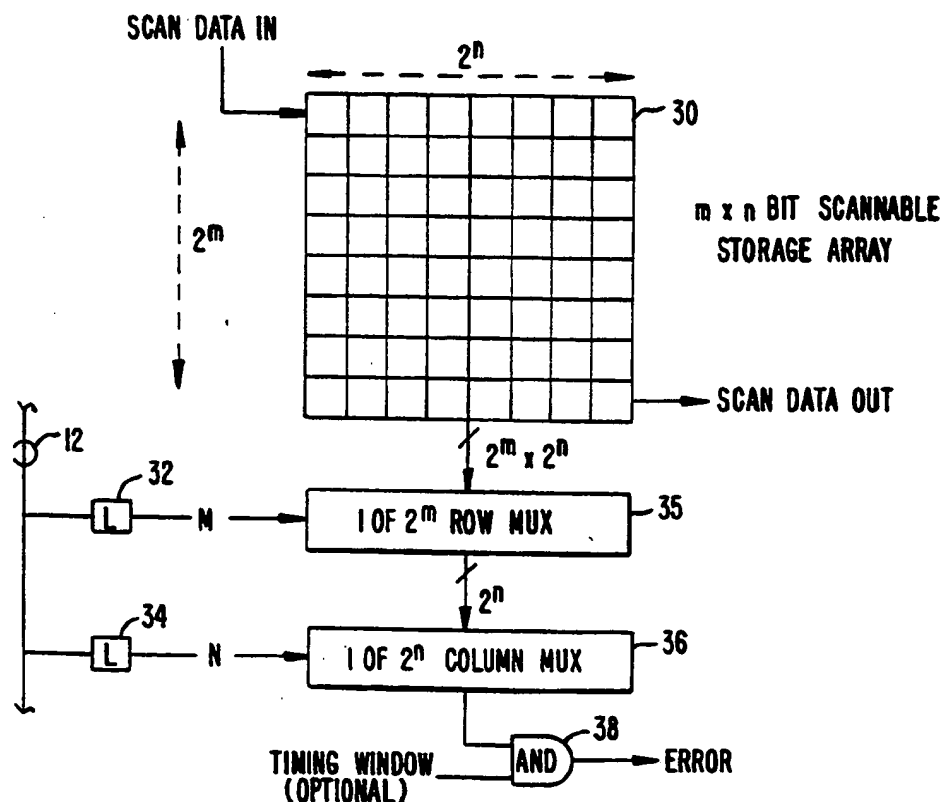 SCAN DATA IN
2ⁿ
30
2ᵐ
m x n BIT SCANNABLE
STORAGE ARRAY
SCAN DATA OUT
12
2ᵐ x 2ⁿ
32
L
M
1 OF 2ᵐ ROW MUX
35
2ⁿ
34
L
N
1 OF 2ⁿ COLUMN MUX
36
38
AND
ERROR
TIMING WINDOW
(OPTIONAL)